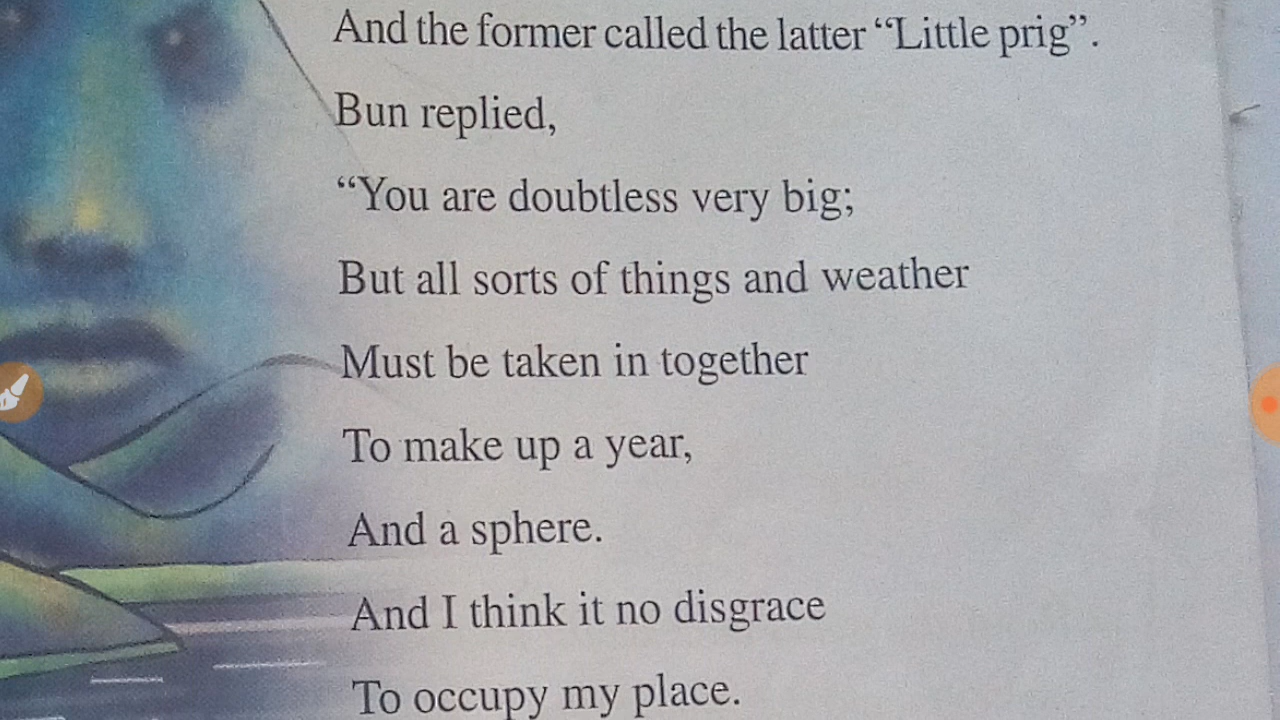 And the former called the latter “Little prig”.
Bun replied,
“You are doubtless very big;
But all sorts of things and weather
Must be taken in together
To make up a year,
And a sphere.
And I think it no disgrace
To occupy my place.